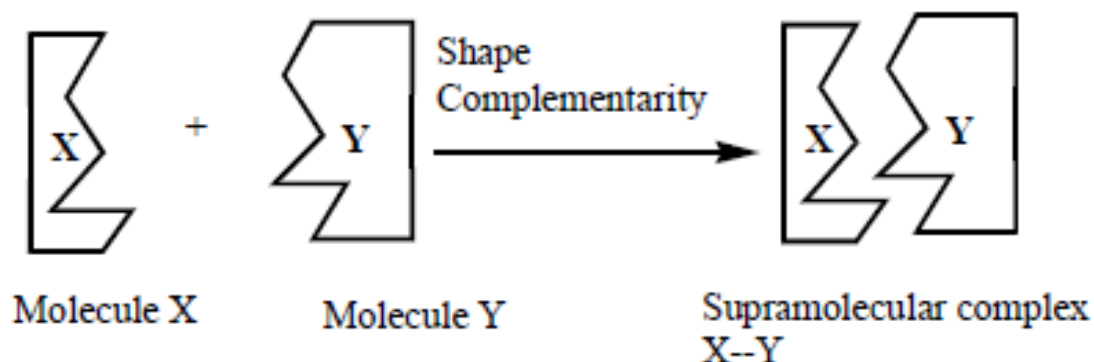 Shape
Complementarity
X + Y X Y
Molecule X
Molecule Y
Supramolecular complex
X--Y